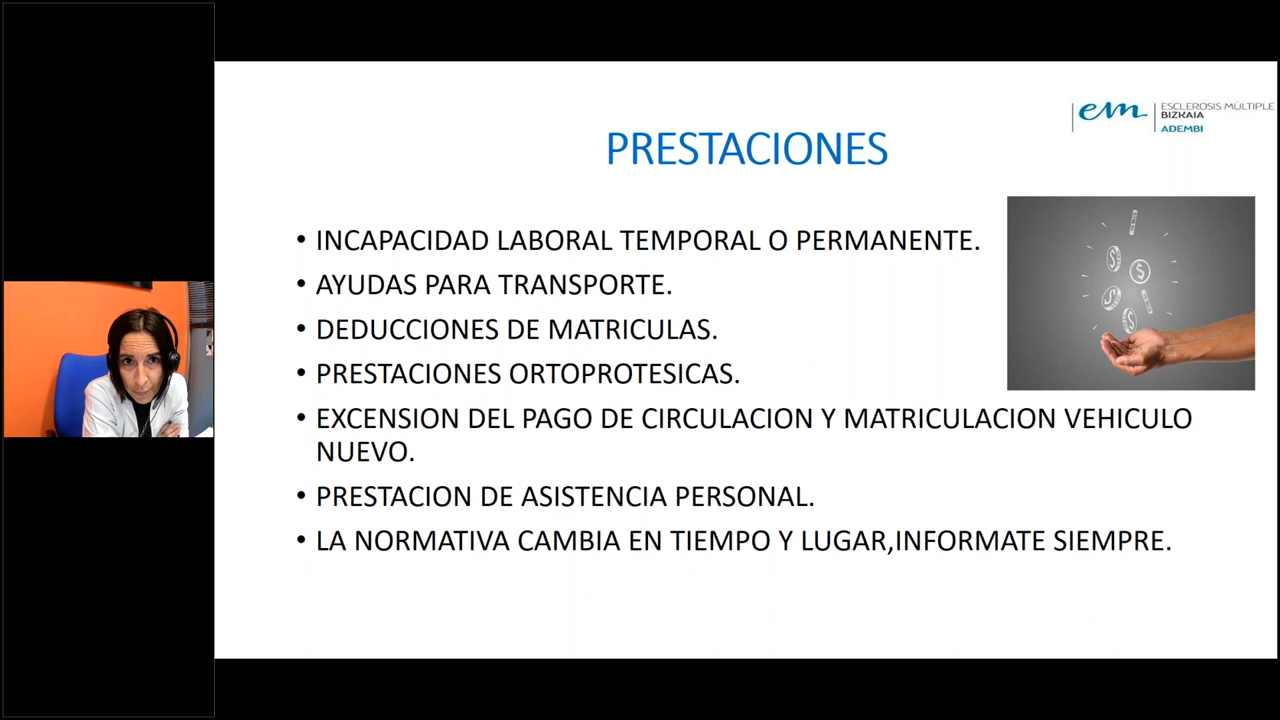 em
ESCLEROSIS MÚLTIPLE
BIZKAIA
ADEMBI
PRESTACIONES
• INCAPACIDAD LABORAL TEMPORAL O PERMANENTE.
• AYUDAS PARA TRANSPORTE.
• DEDUCCIONES DE MATRICULAS.
• PRESTACIONES ORTOPROTESICAS.
• EXCENSION DEL PAGO DE CIRCULACION Y MATRICULACION VEHICULO
NUEVO.
• PRESTACION DE ASISTENCIA PERSONAL.
• LA NORMATIVA CAMBIA EN TIEMPO Y LUGAR,INFORMATE SIEMPRE.